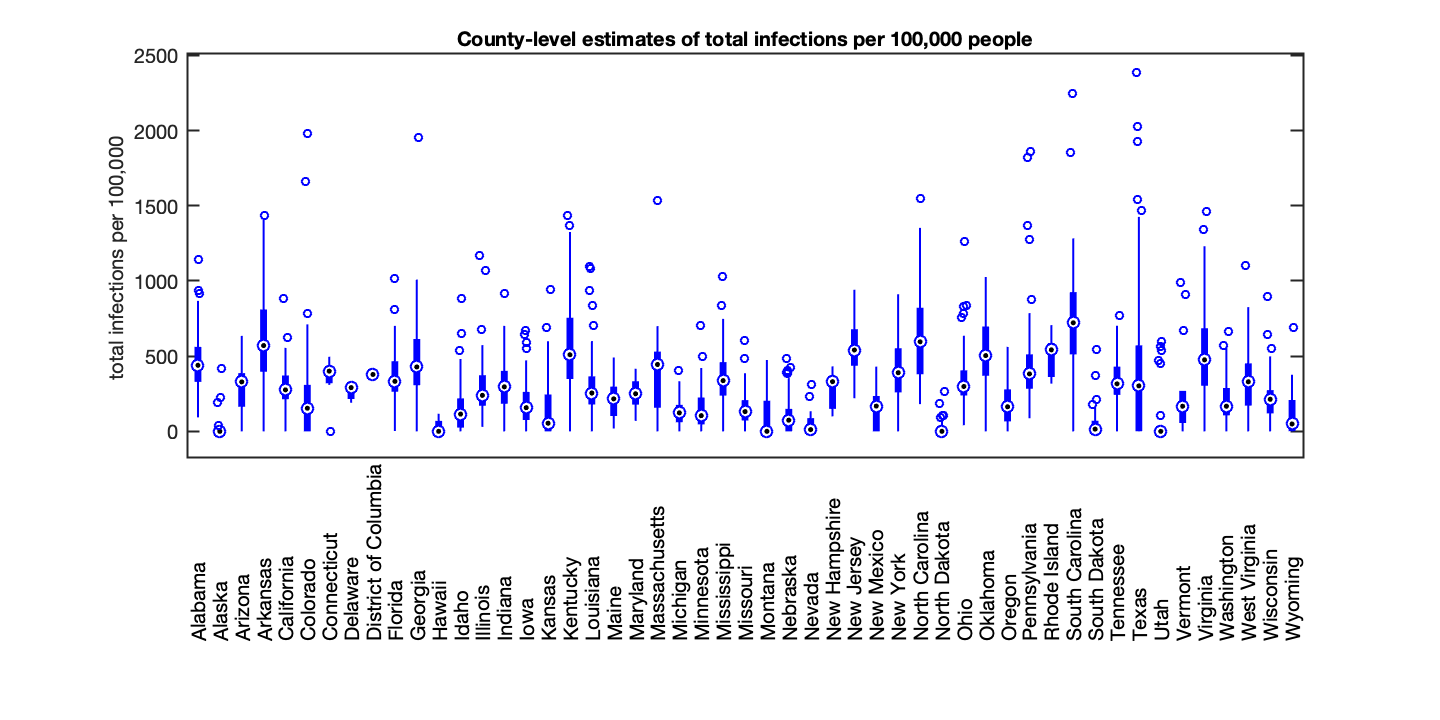 County-level estimates of total infections per 100,000 people
total infections per 100,000
2500
2000
1500
1000
500
0
Alabama
Alaska
Arizona
Arkansas
California
Colorado
Connecticut
Delaware
District of Columbia
Florida
Georgia
Hawaii
Idaho
Illinois
Indiana
Iowa
Kansas
Kentucky
Louisiana
Maine
Maryland
Massachusetts
Michigan
Minnesota
Mississippi
Missouri
Montana
Nebraska
Nevada
New Hampshire
New Jersey
New Mexico
New York
North Carolina
North Dakota
Ohio
Oklahoma
Oregon
Pennsylvania
Rhode Island
South Carolina
South Dakota
Tennessee
Texas
Utah
Vermont
Virginia
Washington
West Virginia
Wisconsin
Wyoming